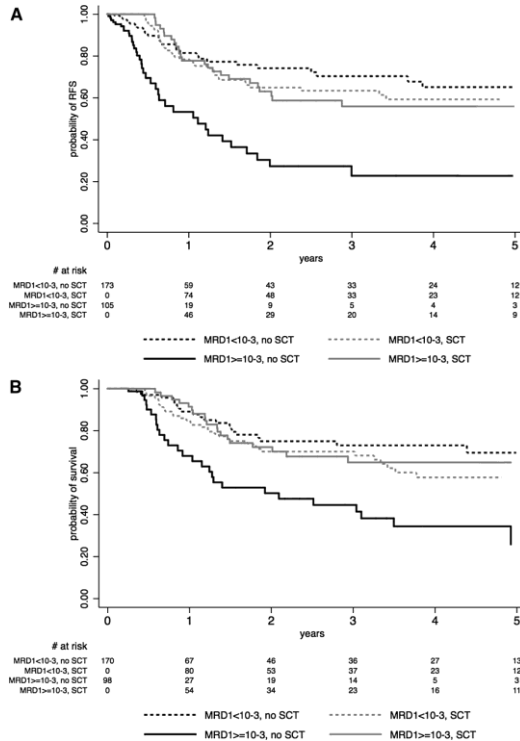 A
probability of RFS
1.00
0.80
0.60
0.40
0.20
0.00
0 1 2 3 4 5
years
# at risk
MRD1<10-3, no SCT 173 59 43 33 24 12
MRD1<10-3, SCT 0 74 48 33 23 12
MRD1>=10-3, no SCT 105 19 9 5 4 3
MRD1>=10-3, SCT 0 46 29 20 14 9
MRD1<10-3, no SCT MRD1<10-3, SCT
MRD1>=10-3, no SCT MRD1>=10-3, SCT
B
probability of survival
1.00
0.80
0.60
0.40
0.20
0.00
0 1 2 3 4 5
years
# at risk
MRD1<10-3, no SCT 170 67 46 36 27 13
MRD1<10-3, SCT 0 80 53 37 23 12
MRD1>=10-3, no SCT 98 27 19 14 5 3
MRD1>=10-3, SCT 0 54 34 23 16 11
MRD1<10-3, no SCT MRD1<10-3, SCT
MRD1>=10-3, no SCT MRD1>=10-3, SCT